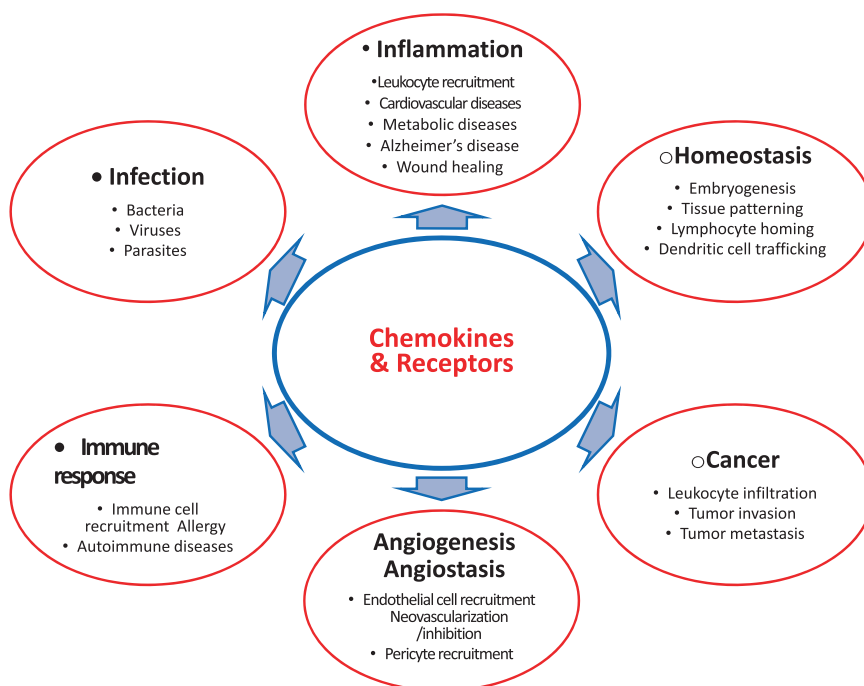 • Inflammation
•Leukocyte recruitment
• Cardiovascular diseases
• Metabolic diseases
• Alzheimer’s disease
• Wound healing
• Infection
• Bacteria
• Viruses
• Parasites
○Homeostasis
• Embryogenesis
• Tissue patterning
• Lymphocyte homing
• Dendritic cell trafficking
Chemokines
& Receptors
• Immune
response
• Immune cell
recruitment Allergy
• Autoimmune diseases
○Cancer
• Leukocyte infiltration
• Tumor invasion
• Tumor metastasis
Angiogenesis
Angiostasis
• Endothelial cell recruitment
Neovascularization
/inhibition
• Pericyte recruitment